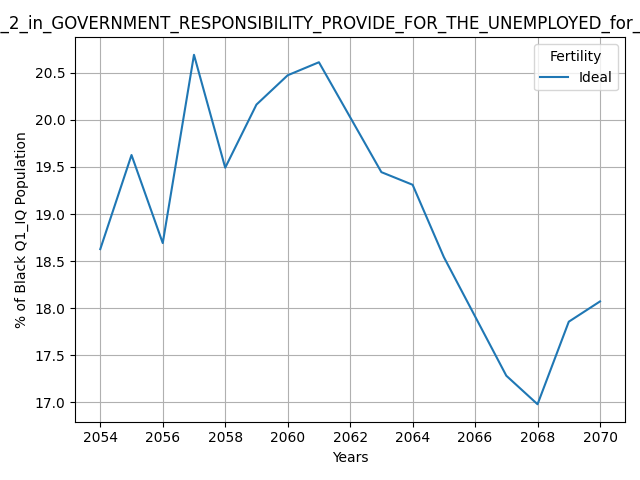 _2_in_GOVERNMENT_RESPONSIBILITY_PROVIDE_FOR_THE_UNEMPLOYED_for_
Fertility
Ideal
% of Black Q1_IQ Population
20.5
20.0
19.5
19.0
18.5
18.0
17.5
17.0
2054 2056 2058 2060 2062 2064 2066 2068 2070
Years